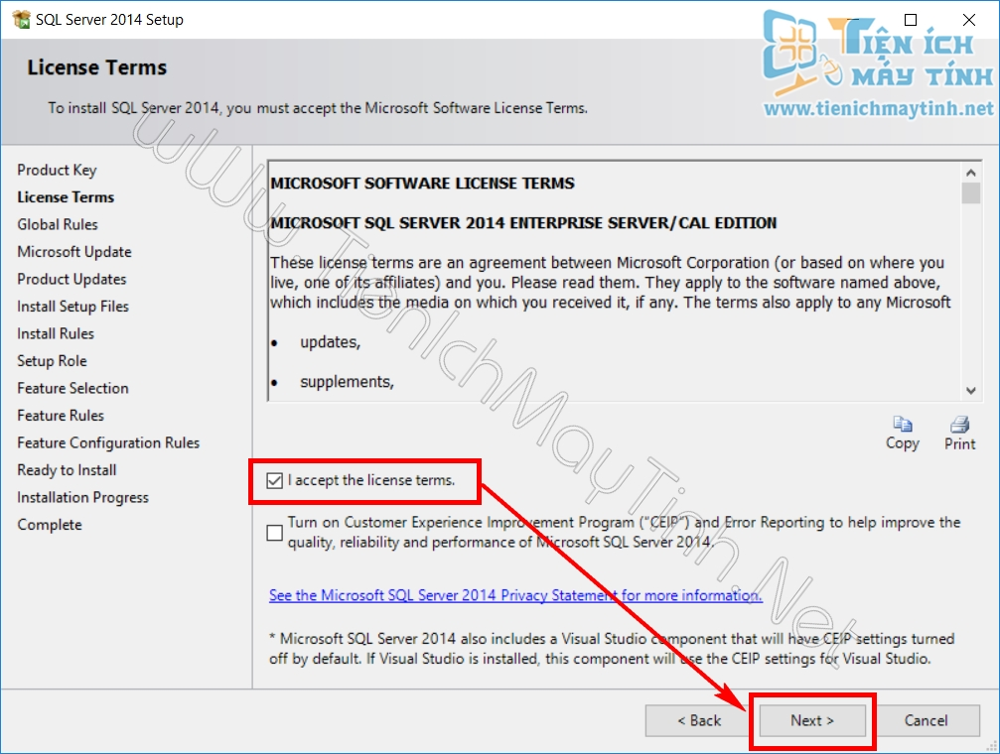 SQL Server 2014 Setup
TIỆN ÍCH
MÁY TÍNH
www.tienichmaytinh.net
License Terms
To install SQL Server 2014, you must accept the Microsoft Software License Terms.
Product Key
License Terms
Global Rules
Microsoft Update
Product Updates
Install Setup Files
Install Rules
Setup Role
Feature Selection
Feature Rules
Feature Configuration Rules
Ready to Install
Installation Progress
Complete
MICROSOFT SOFTWARE LICENSE TERMS
MICROSOFT SQL SERVER 2014 ENTERPRISE SERVER/CAL EDITION
These license terms are an agreement between Microsoft Corporation (or based on where you
live, one of its affiliates) and you. Please read them. They apply to the software named above,
which includes the media on which you received it, if any. The terms also apply to any Microsoft
• updates,
• supplements,
Copy Print
I accept the license terms.
Turn on Customer Experience Improvement Program ("CEIP") and Error Reporting to help improve the
quality, reliability and performance of Microsoft SQL Server 2014.
See the Microsoft SQL Server 2014 Privacy Statement for more information.
* Microsoft SQL Server 2014 also includes a Visual Studio component that will have CEIP settings turned
off by default. If Visual Studio is installed, this component will use the CEIP settings for Visual Studio.
< Back Next > Cancel
wWw.TienIchMayTinh.Net